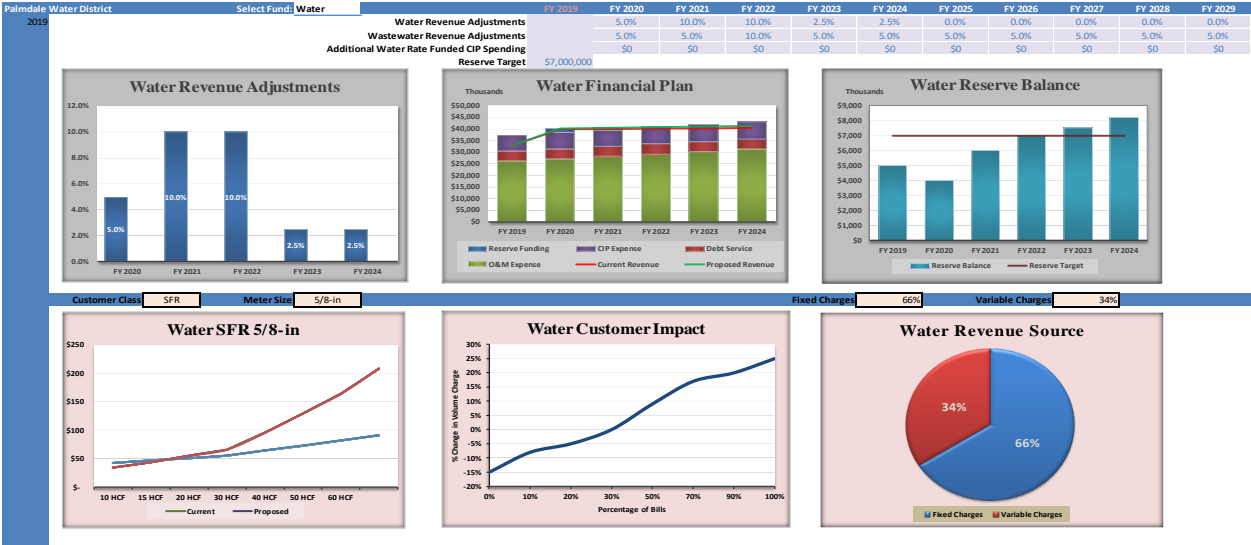 Palmdale Water District Select Fund: Water FY 2019 FY 2020 FY 2021 FY 2022 FY 2023 FY 2024 FY 2025 FY 2026 FY 2027 FY 2028 FY 2029
2019 Water Revenue Adjustments 5.0% 10.0% 10.0% 2.5% 2.5% 0.0% 0.0% 0.0% 0.0% 0.0%
Wastewater Revenue Adjustments 5.0% 5.0% 10.0% 5.0% 5.0% 5.0% 5.0% 5.0% 5.0% 5.0%
Additional Water Rate Funded CIP Spending $0 $0 $0 $0 $0 $0 $0 $0 $0 $0
Reserve Target $7,000,000
Water Revenue Adjustments
12.0%
10.0%
8.0%
6.0%
4.0%
2.0%
0.0%
5.0%
10.0%
10.0%
2.5%
2.5%
FY 2020 FY 2021 FY 2022 FY 2023 FY 2024
Water Financial Plan
Thousands
$50,000
$45,000
$40,000
$35,000
$30,000
$25,000
$20,000
$15,000
$10,000
$5,000
$0
FY 2019 FY 2020 FY 2021 FY 2022 FY 2023 FY 2024
Reserve Funding CIP Expense Debt Service
O&M Expense Current Revenue Proposed Revenue
Water Reserve Balance
Thousands
$9,000
$8,000
$7,000
$6,000
$5,000
$4,000
$3,000
$2,000
$1,000
$0
FY 2019 FY 2020 FY 2021 FY 2022 FY 2023 FY 2024
Reserve Balance Reserve Target
Customer Class SFR Meter Size 5/8-in Fixed Charges 66% Variable Charges 34%
Water SFR 5/8-in
$250
$200
$150
$100
$50
$-
10 HCF 15 HCF 20 HCF 30 HCF 40 HCF 50 HCF 60 HCF
Current Proposed
Water Customer Impact
% Change in Volume Charge
30%
25%
20%
15%
10%
5%
0%
-5%
-10%
-15%
-20%
0% 10% 20% 30% 50% 70% 90% 100%
Percentage of Bills
Water Revenue Source
34%
66%
Fixed Charges Variable Charges